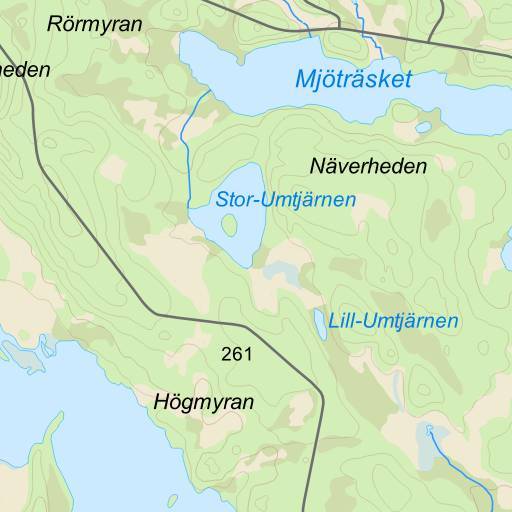 Rörmyran
heden
Mjöträsket
Näverheden
Stor-Umtjärnen
Lill-Umtjärnen
261
Högmyran